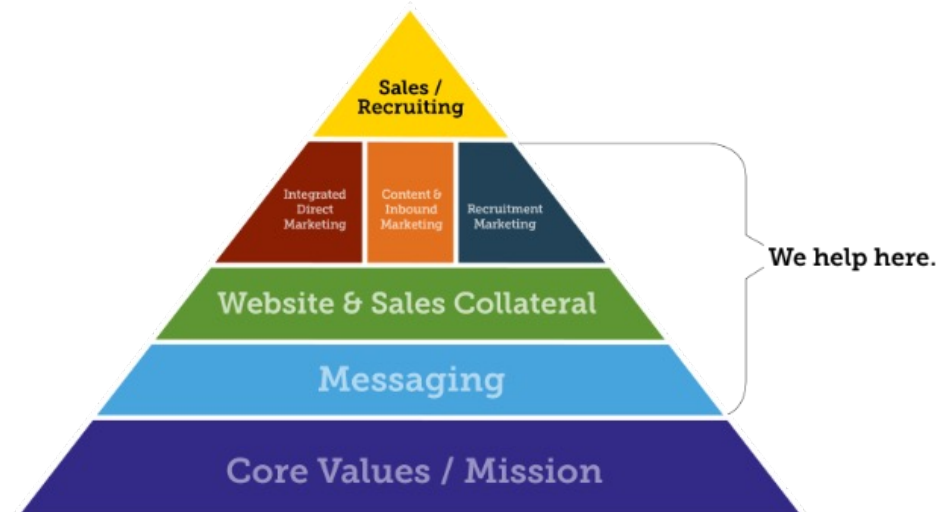 Sales /
Recruiting
Integrated
Direct
Marketing
Content &
Inbound
Marketing
Recruitment
Marketing
We help here.
Website & Sales Collateral
Messaging
Core Values / Mission